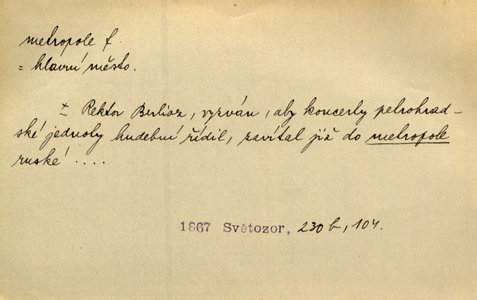 metropole f.
= hlavní město.
× Rektor Berlioz, vyzván, aby koncerty petrohrad-
ské jednoty hudební řídil, zavítal již do metropole
ruské ....
1867 Světozor, 230 b, 104.